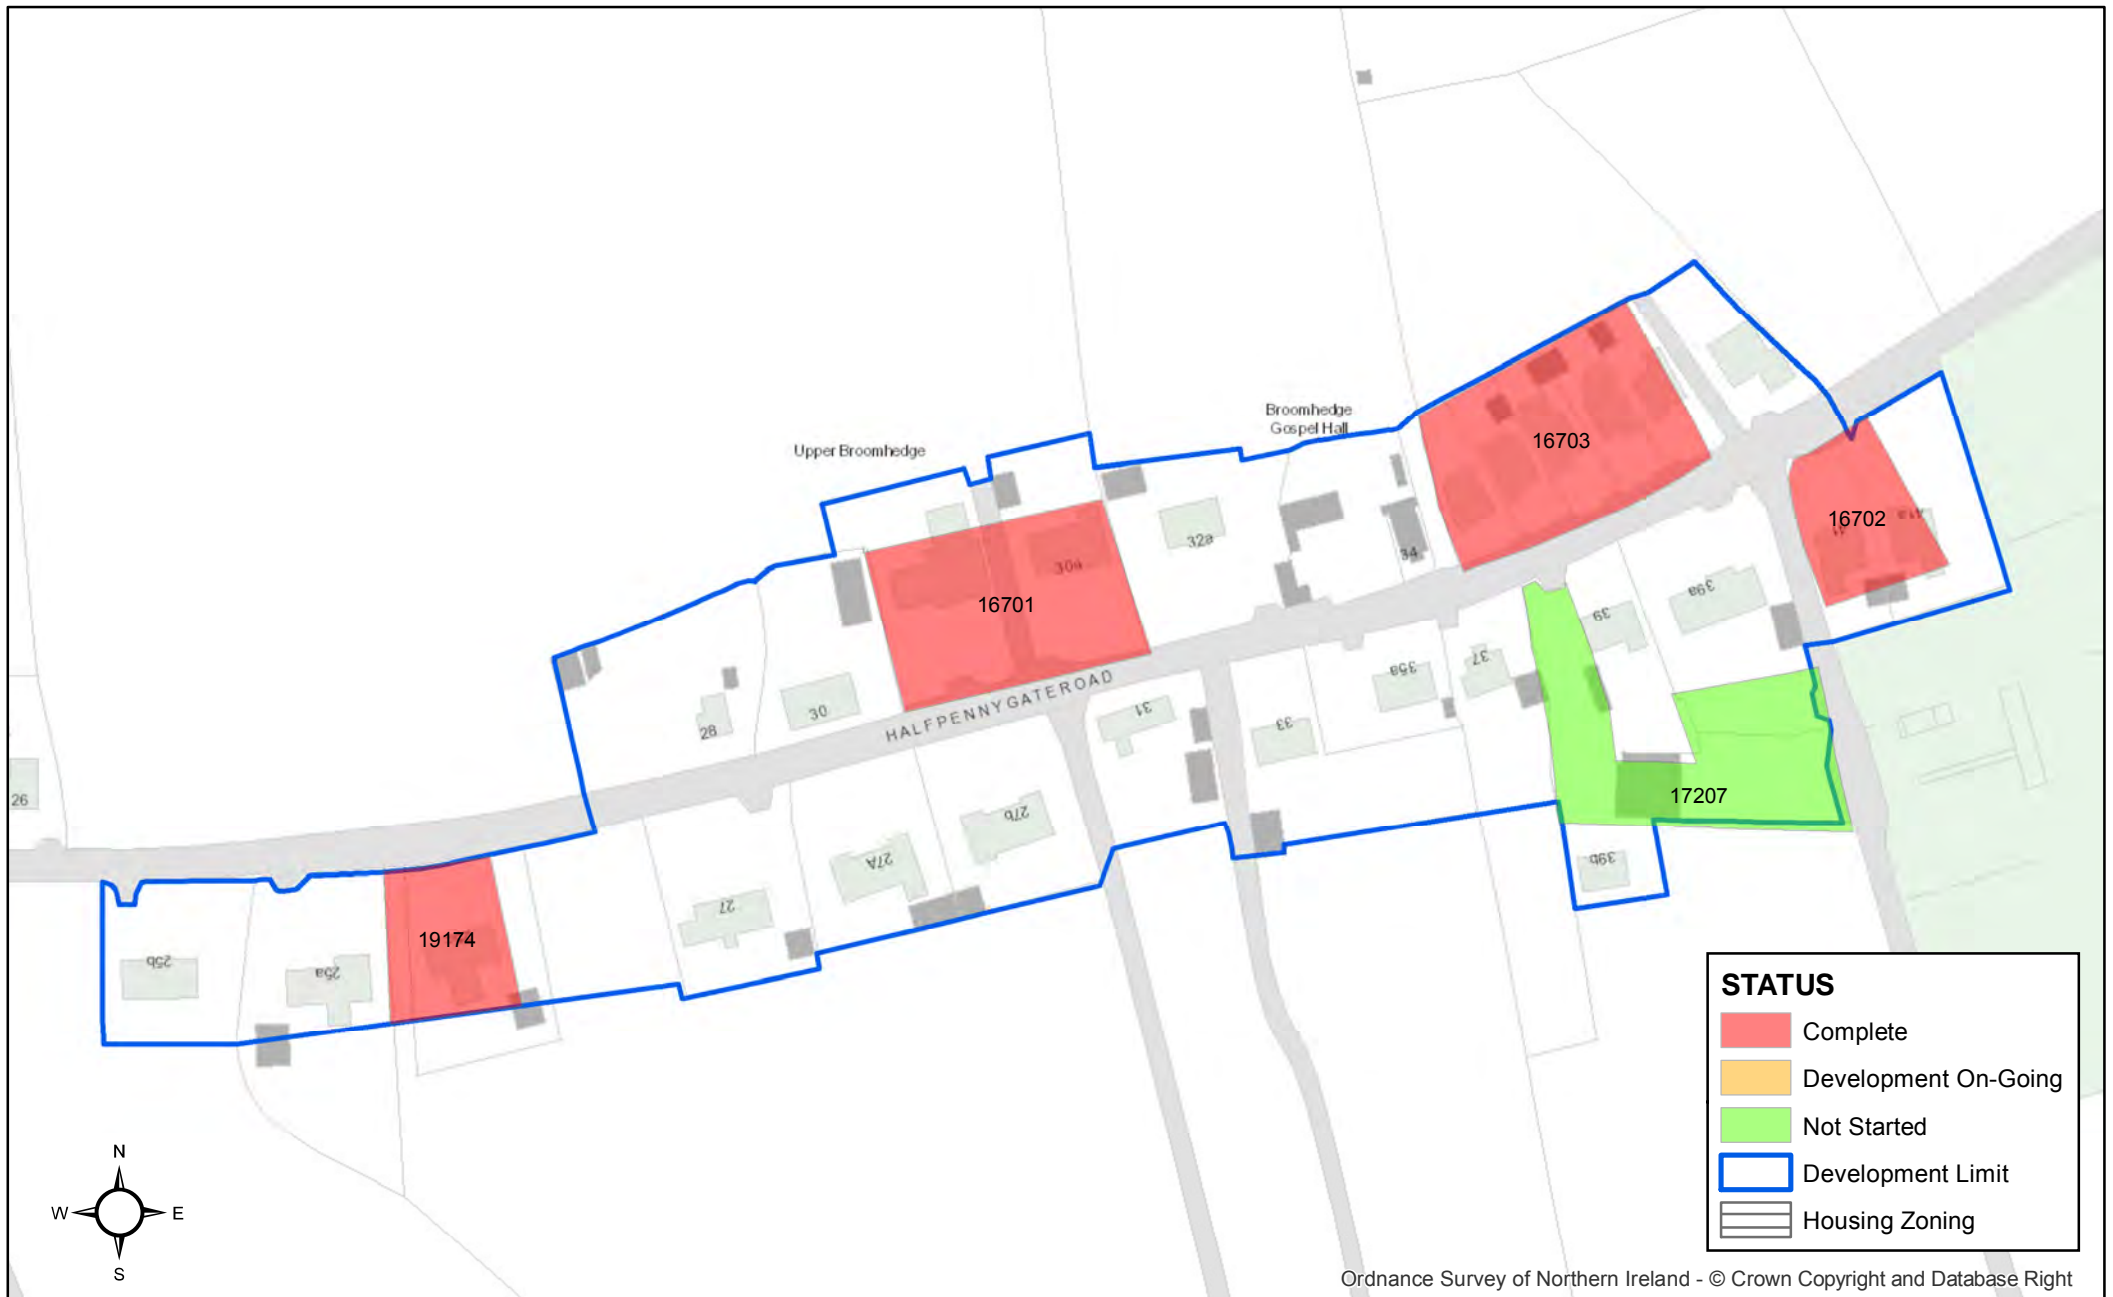 Broomhedge
Gospel Hall
Upper Broomhedge
16703
16702
41
41a
32a
34
30a
16701
39a
39
37
35a
HALFPENNYGATE ROAD
31
33
30
28
17207
26
27b
27A
39b
27
19174
25b
25a
STATUS
Complete
Development On-Going
Not Started
Development Limit
Housing Zoning
N
W
E
S
Ordnance Survey of Northern Ireland - © Crown Copyright and Database Right